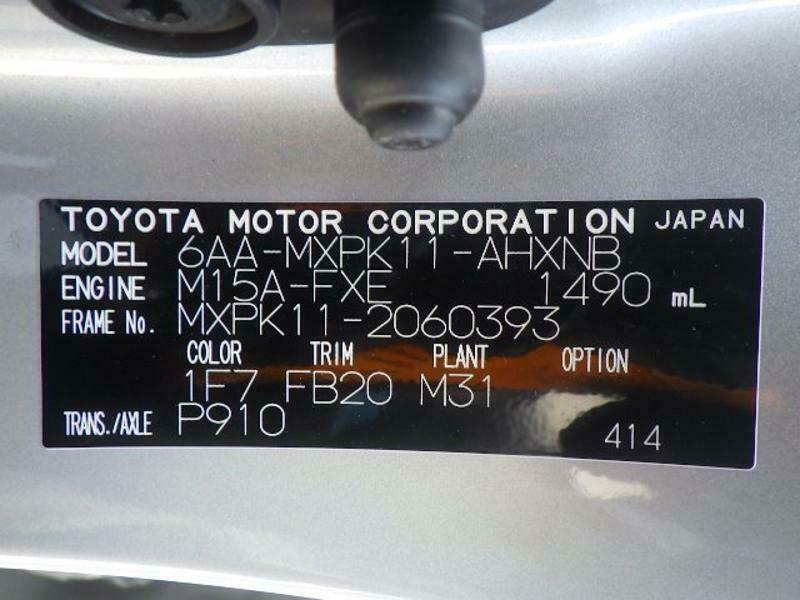 TOYOTA MOTOR CORPORATION JAPAN
MODEL 6AA-MXPK11-AHXNB
ENGINE M15A-FXE 1490 mL
FRAME No. MXPK11-2060393
COLOR TRIM PLANT OPTION
1F7 FB20 M31
TRANS./AXLE P910 414